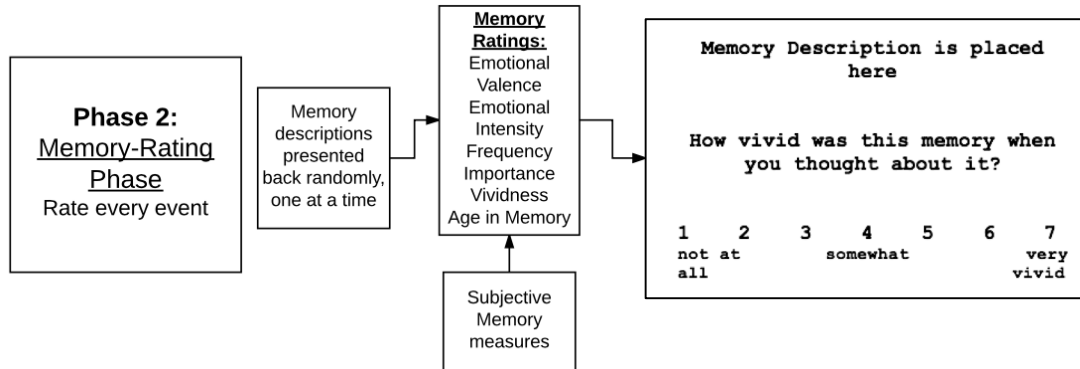 Phase 2:
Memory-Rating
Phase
Rate every event
Memory
descriptions
presented
back randomly,
one at a time
Memory
Ratings:
Emotional
Valence
Emotional
Intensity
Frequency
Importance
Vividness
Age in Memory
Subjective
Memory
measures
Memory Description is placed
here
How vivid was this memory when
you thought about it?
1 2 3 4 5 6 7
not at somewhat very
all vivid